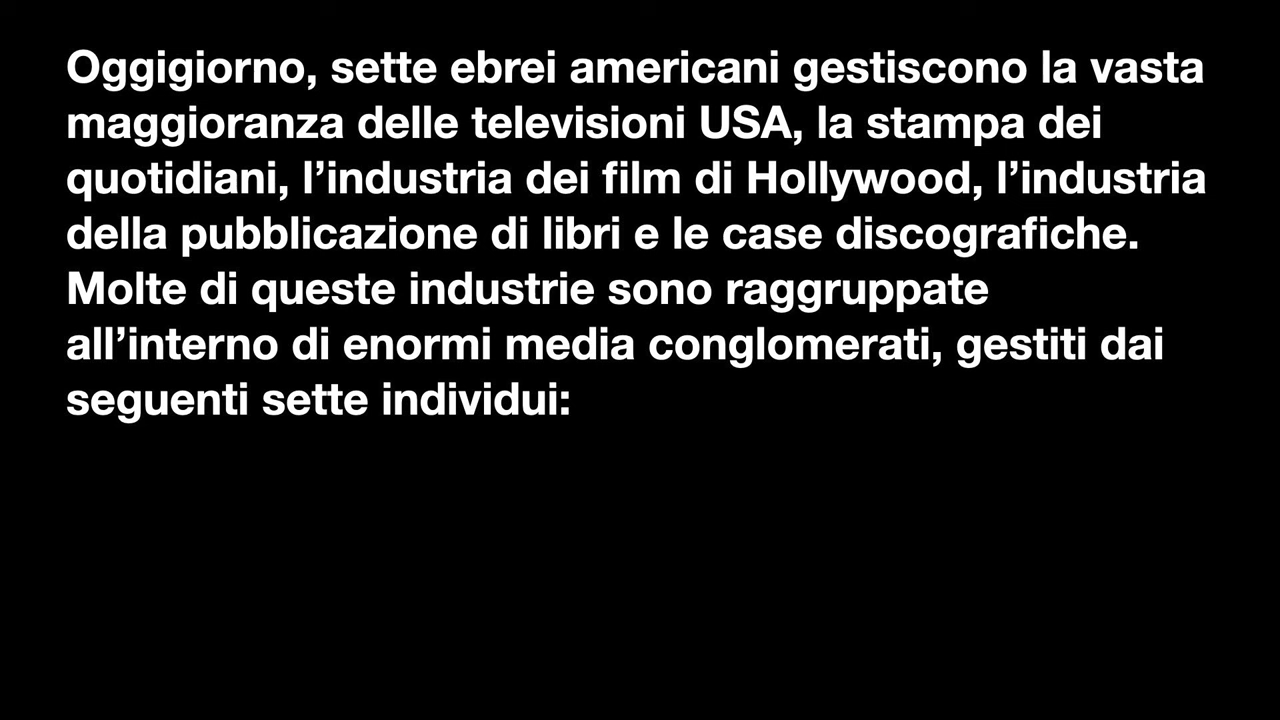 Oggigiorno, sette ebrei americani gestiscono la vasta
maggioranza delle televisioni USA, la stampa dei
quotidiani, l’industria dei film di Hollywood, l’industria
della pubblicazione di libri e le case discografiche.
Molte di queste industrie sono raggruppate
all’interno di enormi media conglomerati, gestiti dai
seguenti sette individui: